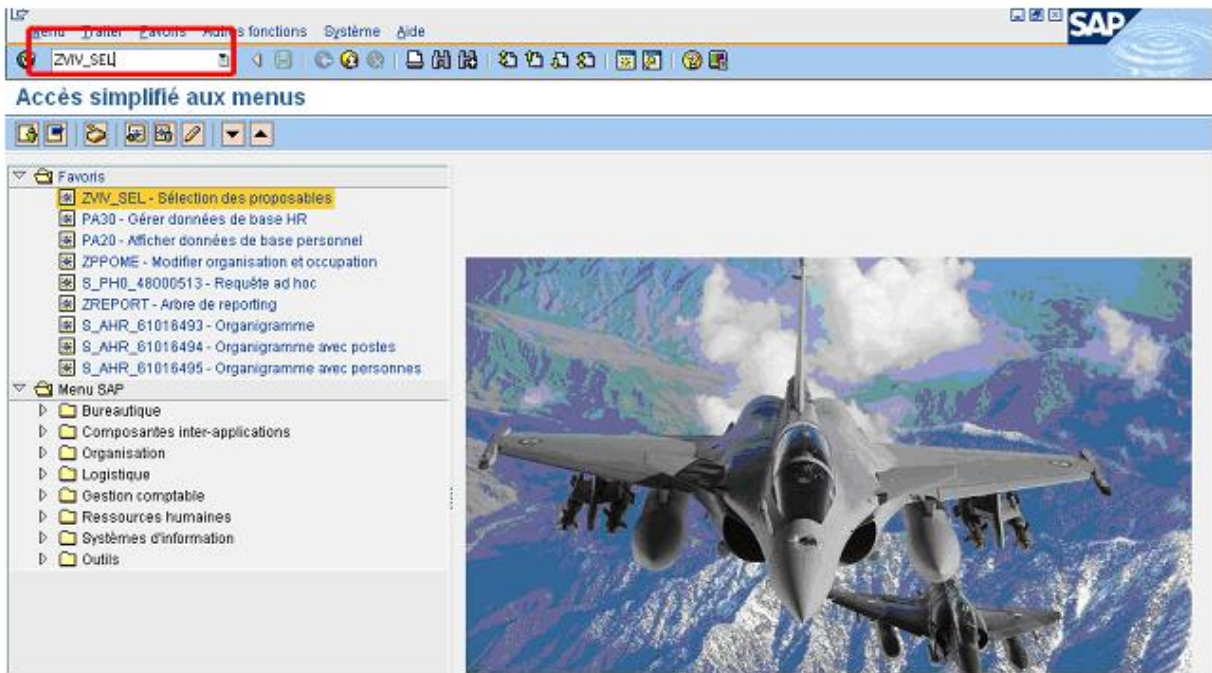 Menu Traiter Favoris Autres fonctions Système Aide
SAP
ZVIV_SEL
Accès simplifié aux menus
Favoris
ZVIV_SEL - Sélection des proposables
PA30 - Gérer données de base HR
PA20 - Afficher données de base personnel
ZPPOME - Modifier organisation et occupation
S_PH0_48000513 - Requête ad hoc
ZREPORT - Arbre de reporting
S_AHR_61016493 - Organigramme
S_AHR_61016494 - Organigramme avec postes
S_AHR_61016495 - Organigramme avec personnes
Menu SAP
Bureautique
Composantes inter-applications
Organisation
Logistique
Gestion comptable
Ressources humaines
Systèmes d'information
Outils